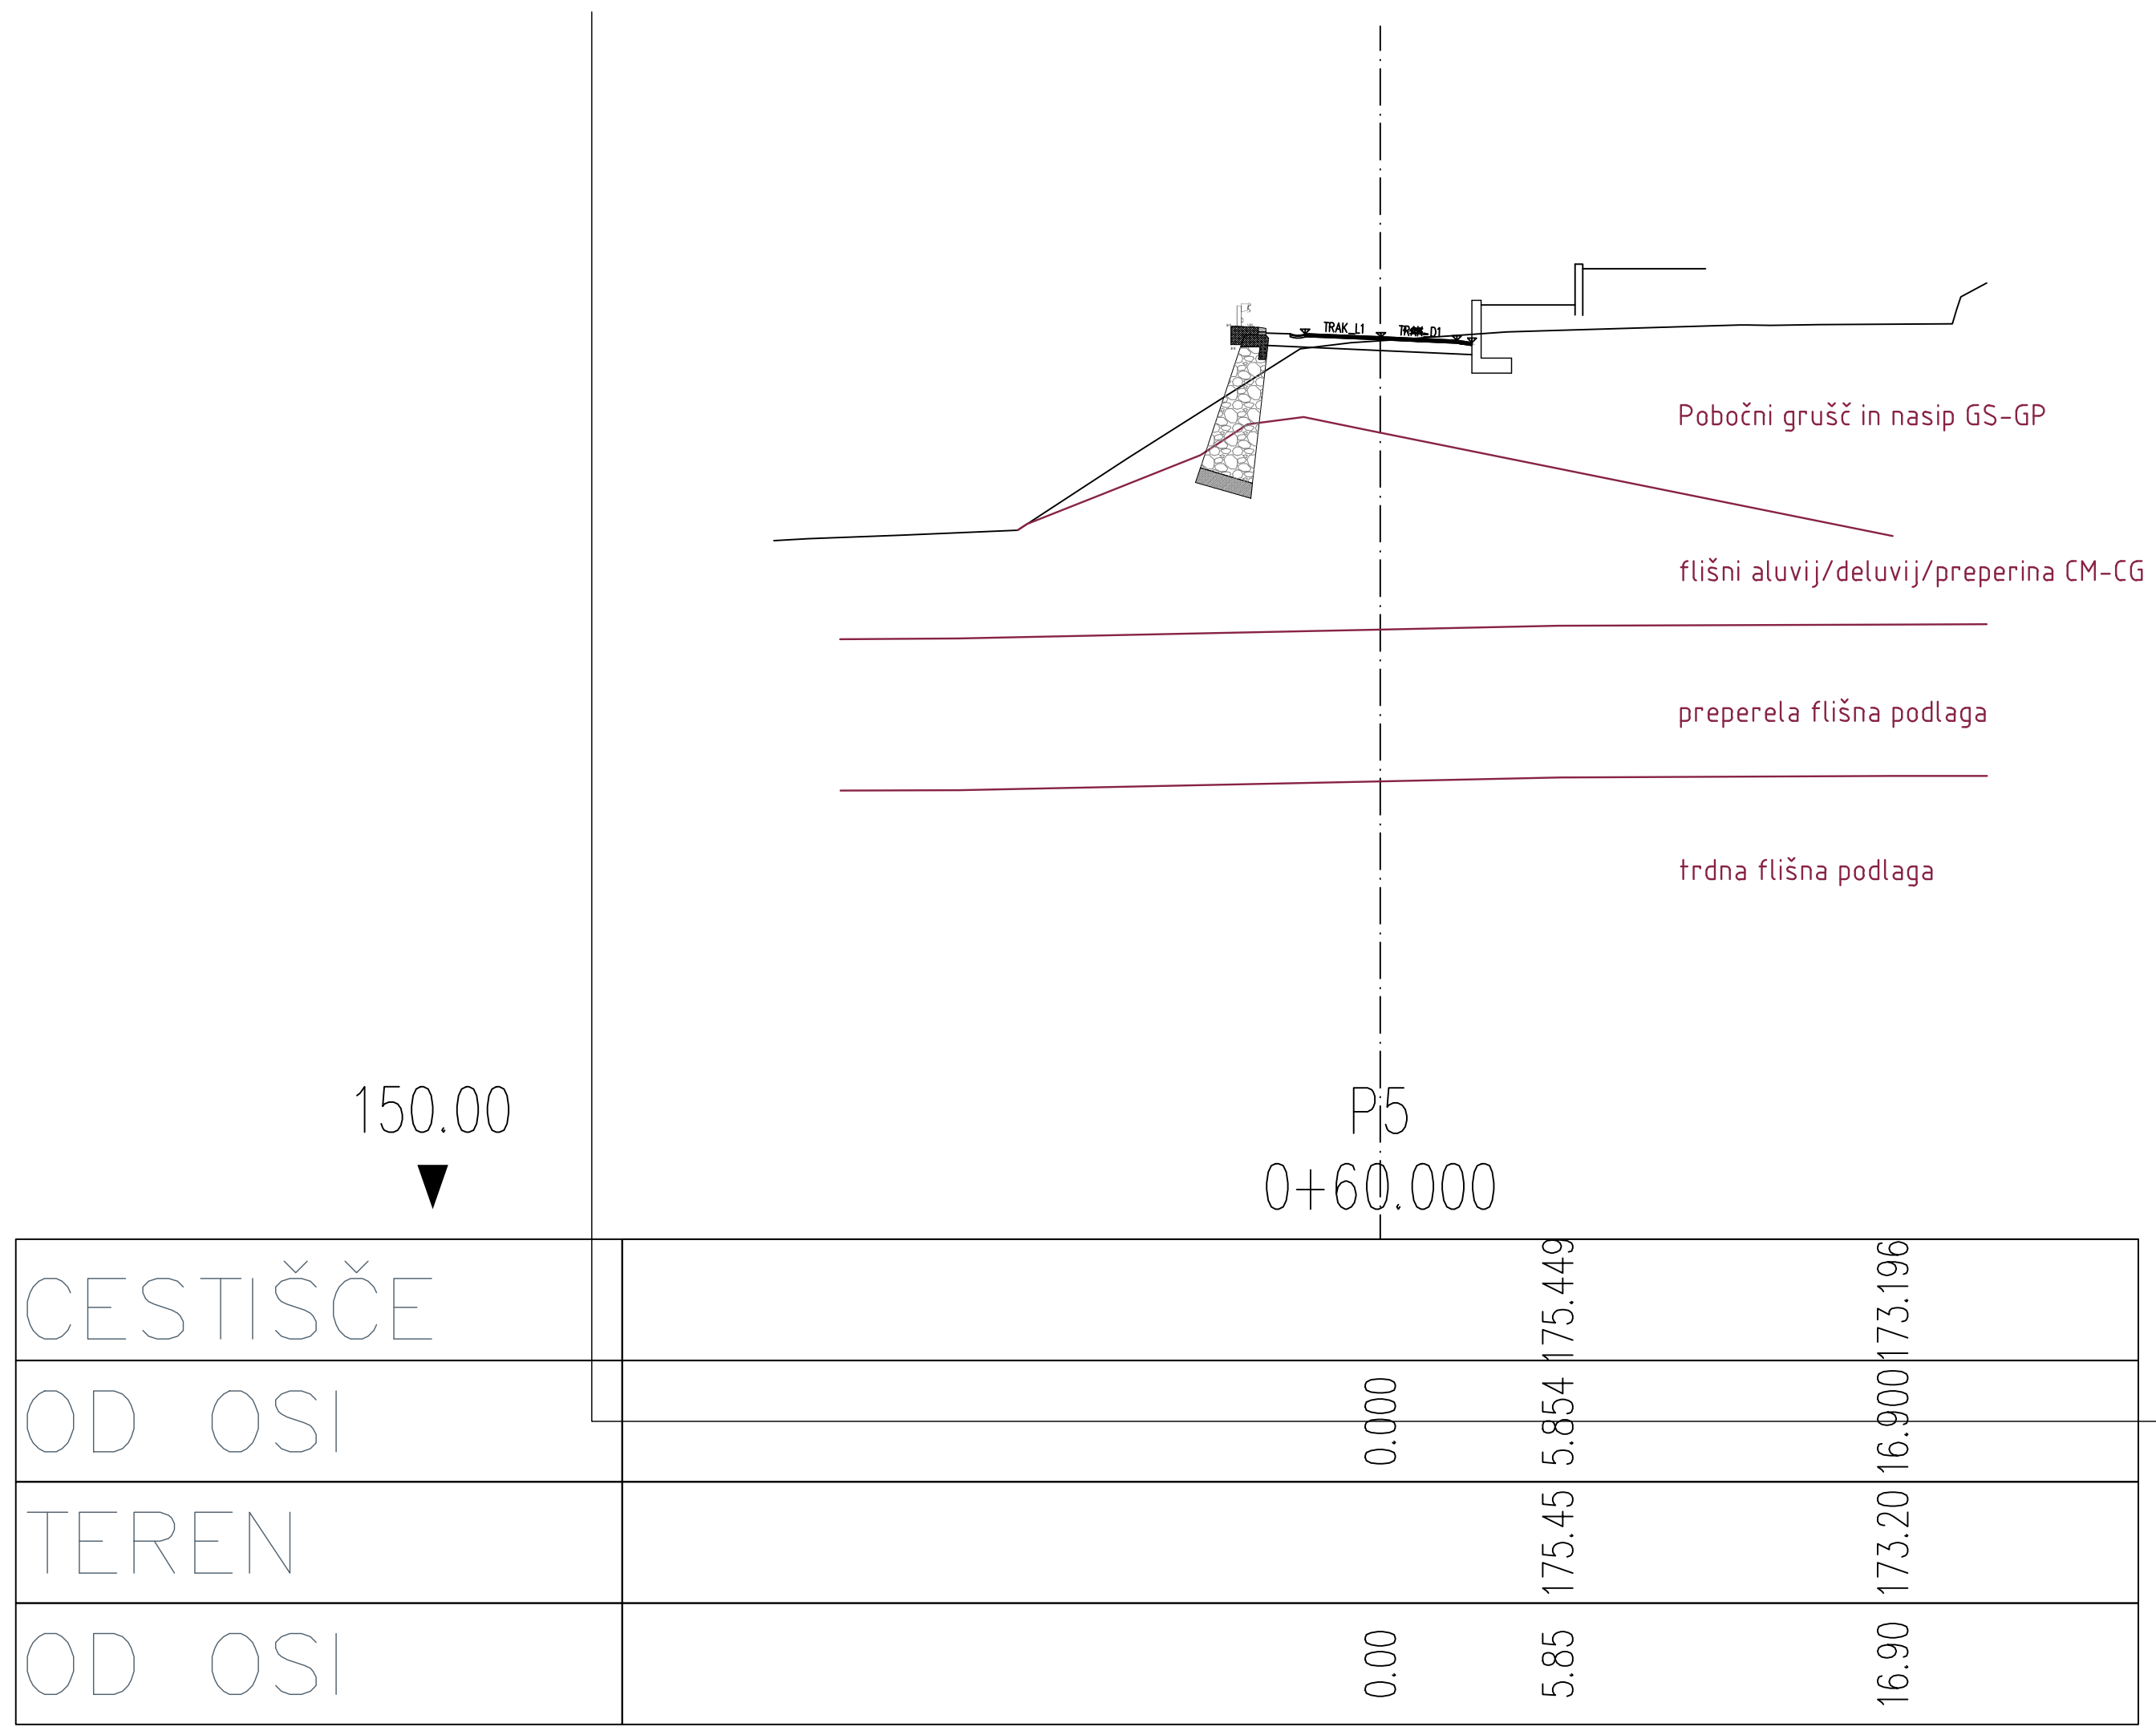 TRAK_L1
TRAK_D1
Pobočni grušč in nasip GS-GP
flišni aluvij/deluvij/preperina CM-CG
preperela flišna podlaga
trdna flišna podlaga
150.00
P5
0+60.000
CESTIŠČE 175.449 173.196
OD OSI 0.000 5.854 16.900
TEREN 175.45 173.20
OD OSI 0.00 5.85 16.90